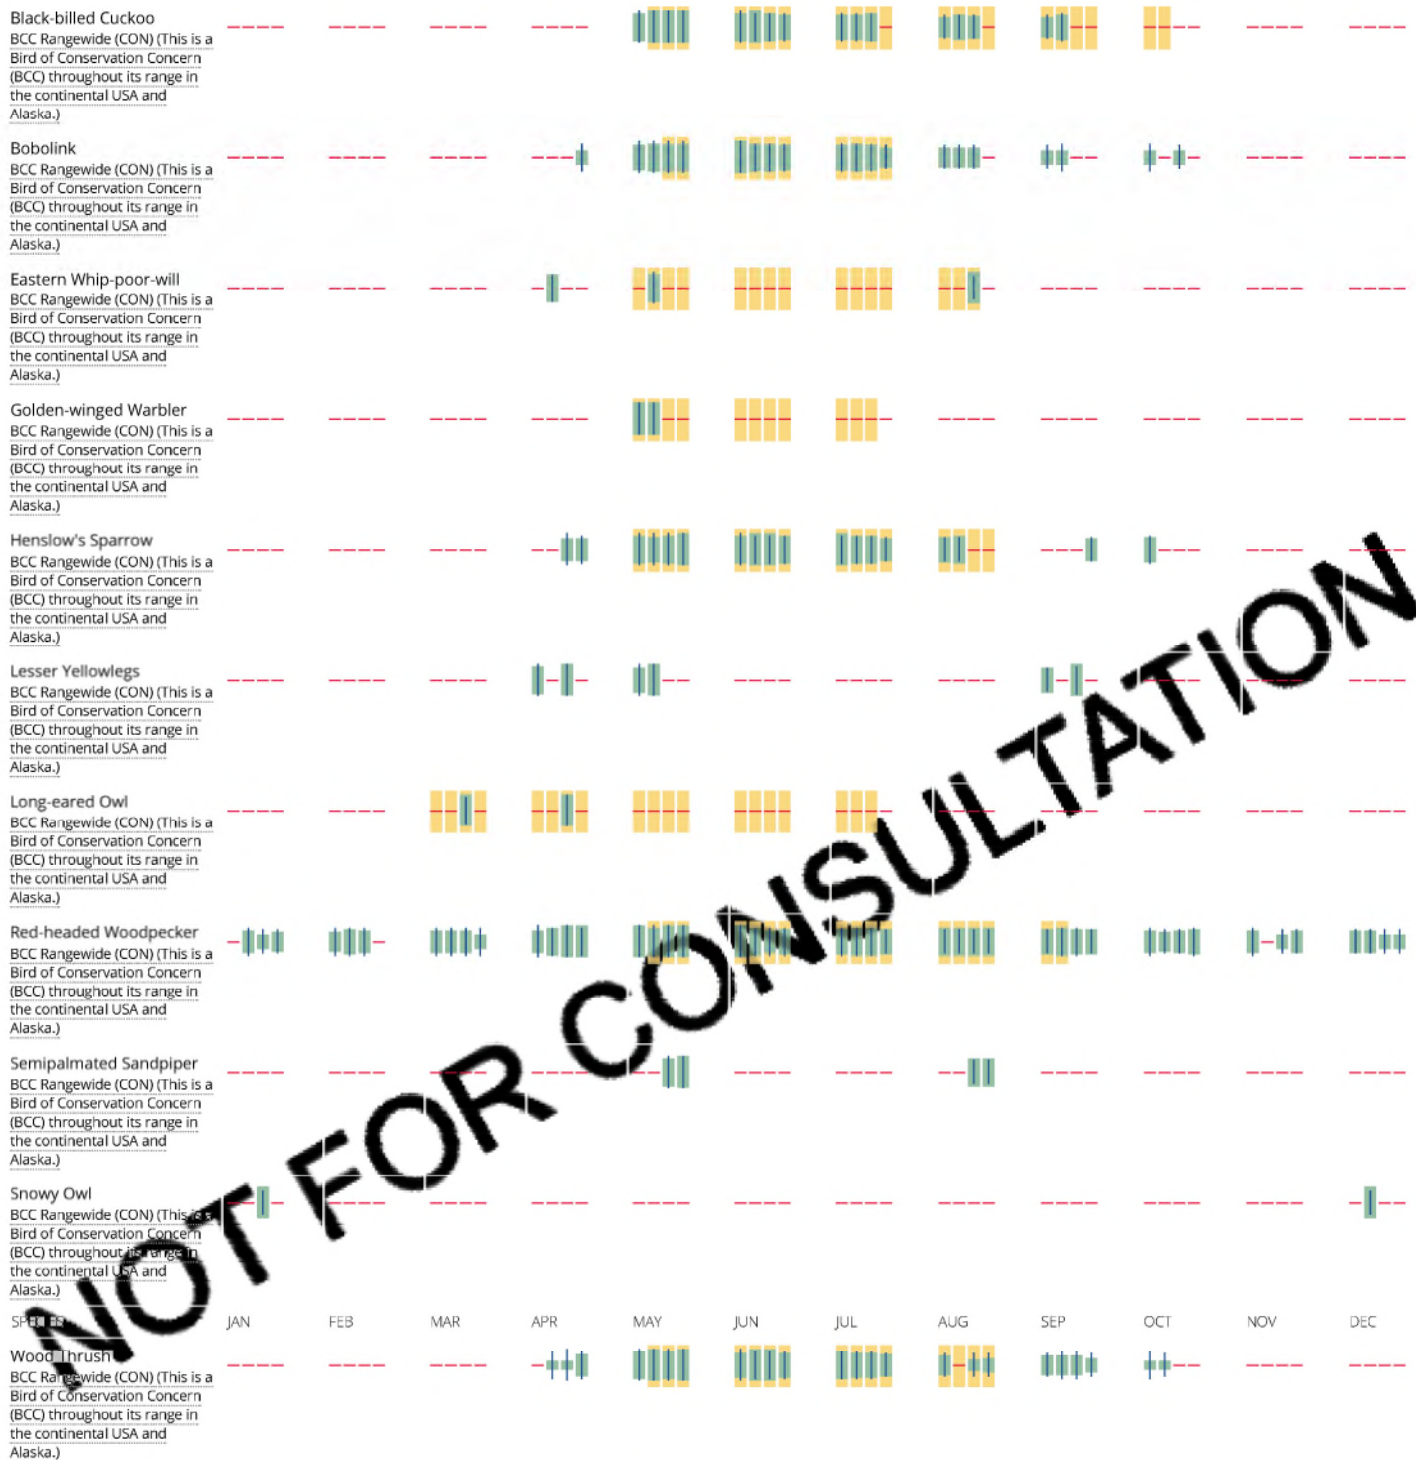 Black-billed Cuckoo
BCC Rangewide (CON) (This is a
Bird of Conservation Concern
(BCC) throughout its range in
the continental USA and
Alaska.)
Bobolink
BCC Rangewide (CON) (This is a
Bird of Conservation Concern
(BCC) throughout its range in
the continental USA and
Alaska.)
Eastern Whip-poor-will
BCC Rangewide (CON) (This is a
Bird of Conservation Concern
(BCC) throughout its range in
the continental USA and
Alaska.)
Golden-winged Warbler
BCC Rangewide (CON) (This is a
Bird of Conservation Concern
(BCC) throughout its range in
the continental USA and
Alaska.)
Henslow's Sparrow
BCC Rangewide (CON) (This is a
Bird of Conservation Concern
(BCC) throughout its range in
the continental USA and
Alaska.)
Lesser Yellowlegs
BCC Rangewide (CON) (This is a
Bird of Conservation Concern
(BCC) throughout its range in
the continental USA and
Alaska.)
Long-eared Owl
BCC Rangewide (CON) (This is a
Bird of Conservation Concern
(BCC) throughout its range in
the continental USA and
Alaska.)
Red-headed Woodpecker
BCC Rangewide (CON) (This is a
Bird of Conservation Concern
(BCC) throughout its range in
the continental USA and
Alaska.)
Semipalmated Sandpiper
BCC Rangewide (CON) (This is a
Bird of Conservation Concern
(BCC) throughout its range in
the continental USA and
Alaska.)
Snowy Owl
BCC Rangewide (CON) (This is a
Bird of Conservation Concern
(BCC) throughout its range in
the continental USA and
Alaska.)
SPECIES JAN FEB MAR APR MAY JUN JUL AUG SEP OCT NOV DEC
Wood Thrush
BCC Rangewide (CON) (This is a
Bird of Conservation Concern
(BCC) throughout its range in
the continental USA and
Alaska.)
NOT FOR CONSULTATION